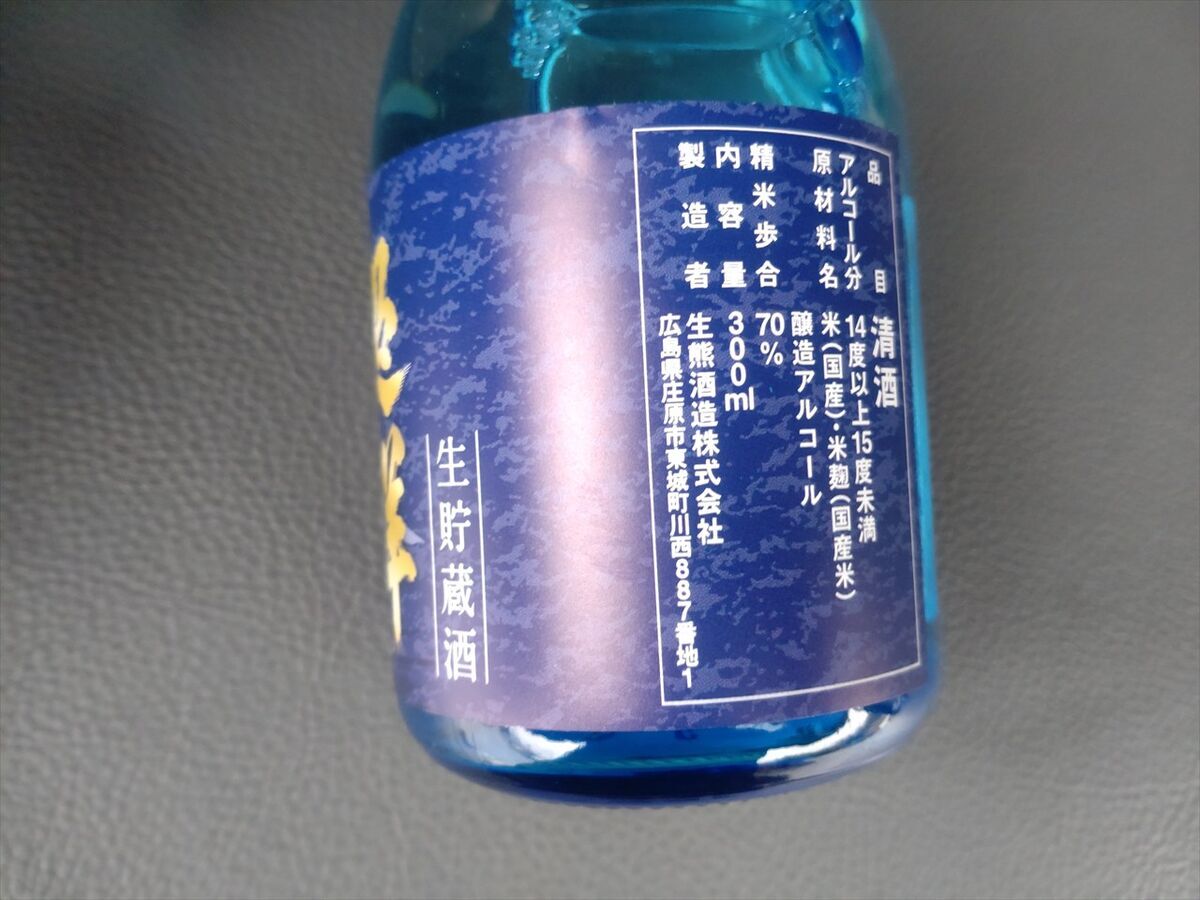 品目 清酒
アルコール分 14度以上15度未満
原材料名 米(国産)・米麹(国産米)
醸造アルコール
精米歩合 70%
内容量 300ml
製造者 生熊酒造株式会社
広島県庄原市東城町川西887番地1
生貯蔵酒